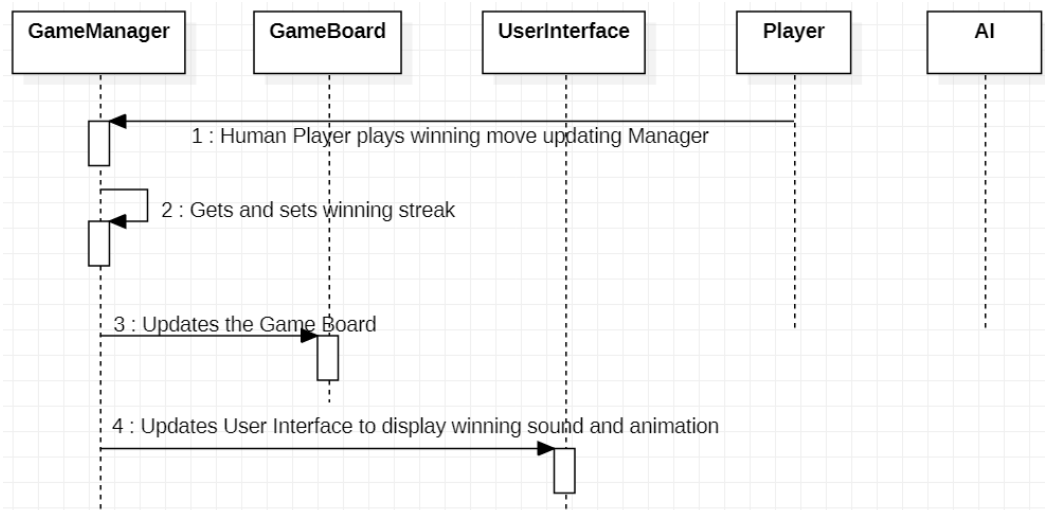 GameManager
GameBoard
UserInterface
Player
AI
1 : Human Player plays winning move updating Manager
2 : Gets and sets winning streak
3 : Updates the Game Board
4 : Updates User Interface to display winning sound and animation